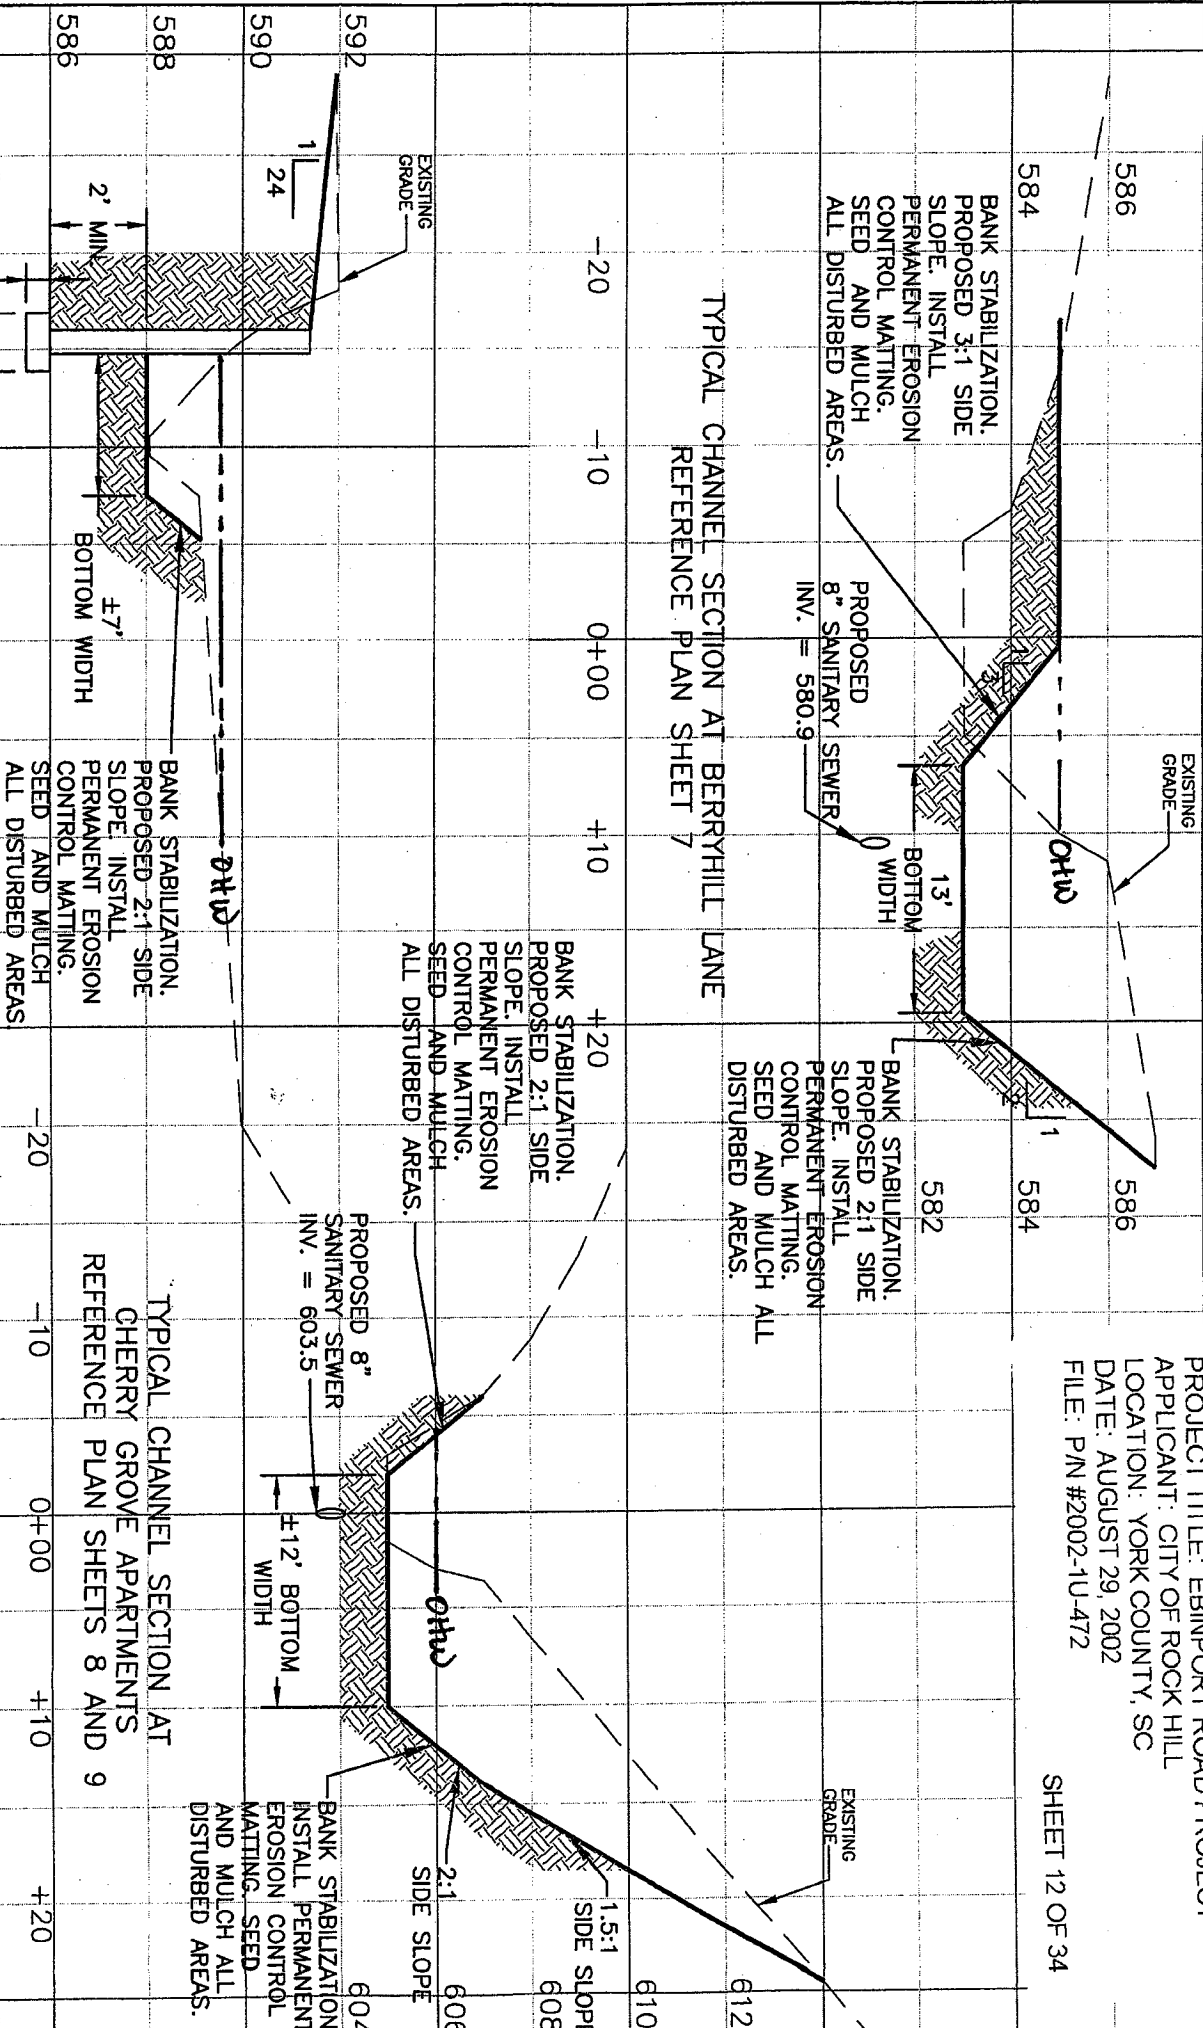 PROJECT TITLE: EBINPORT ROAD PROJECT
APPLICANT: CITY OF ROCK HILL
LOCATION: YORK COUNTY, SC
DATE: AUGUST 29, 2002
FILE: P/N #2002-1U-472
SHEET 12 OF 34
586
584
EXISTING
GRADE
OHW
586
584
582
BANK STABILIZATION.
PROPOSED 3:1 SIDE
SLOPE. INSTALL
PERMANENT EROSION
CONTROL MATTING.
SEED AND MULCH
ALL DISTURBED AREAS.
1
3
PROPOSED
8" SANITARY SEWER
INV. = 580.9
13'
BOTTOM
WIDTH
1
BANK STABILIZATION.
PROPOSED 2:1 SIDE
SLOPE. INSTALL
PERMANENT EROSION
CONTROL MATTING.
SEED AND MULCH ALL
DISTURBED AREAS.
TYPICAL CHANNEL SECTION AT BERRYHILL LANE
REFERENCE PLAN SHEET 7
-20
-10
0+00
+10
+20
592
590
588
586
EXISTING
GRADE
1
24
2' MIN
±7'
BOTTOM WIDTH
OHW
BANK STABILIZATION.
PROPOSED 2:1 SIDE
SLOPE. INSTALL
PERMANENT EROSION
CONTROL MATTING.
SEED AND MULCH
ALL DISTURBED AREAS.
BANK STABILIZATION.
PROPOSED 2:1 SIDE
SLOPE. INSTALL
PERMANENT EROSION
CONTROL MATTING.
SEED AND MULCH
ALL DISTURBED AREAS.
PROPOSED 8"
SANITARY SEWER
INV. = 603.5
OHW
±12' BOTTOM
WIDTH
EXISTING
GRADE
1.5:1
SIDE SLOPE
2:1
SIDE SLOPE
BANK STABILIZATION
INSTALL PERMANENT
EROSION CONTROL
MATTING. SEED
AND MULCH ALL
DISTURBED AREAS.
612
610
608
606
604
TYPICAL CHANNEL SECTION AT
CHERRY GROVE APARTMENTS
REFERENCE PLAN SHEETS 8 AND 9
-20
-10
0+00
+10
+20